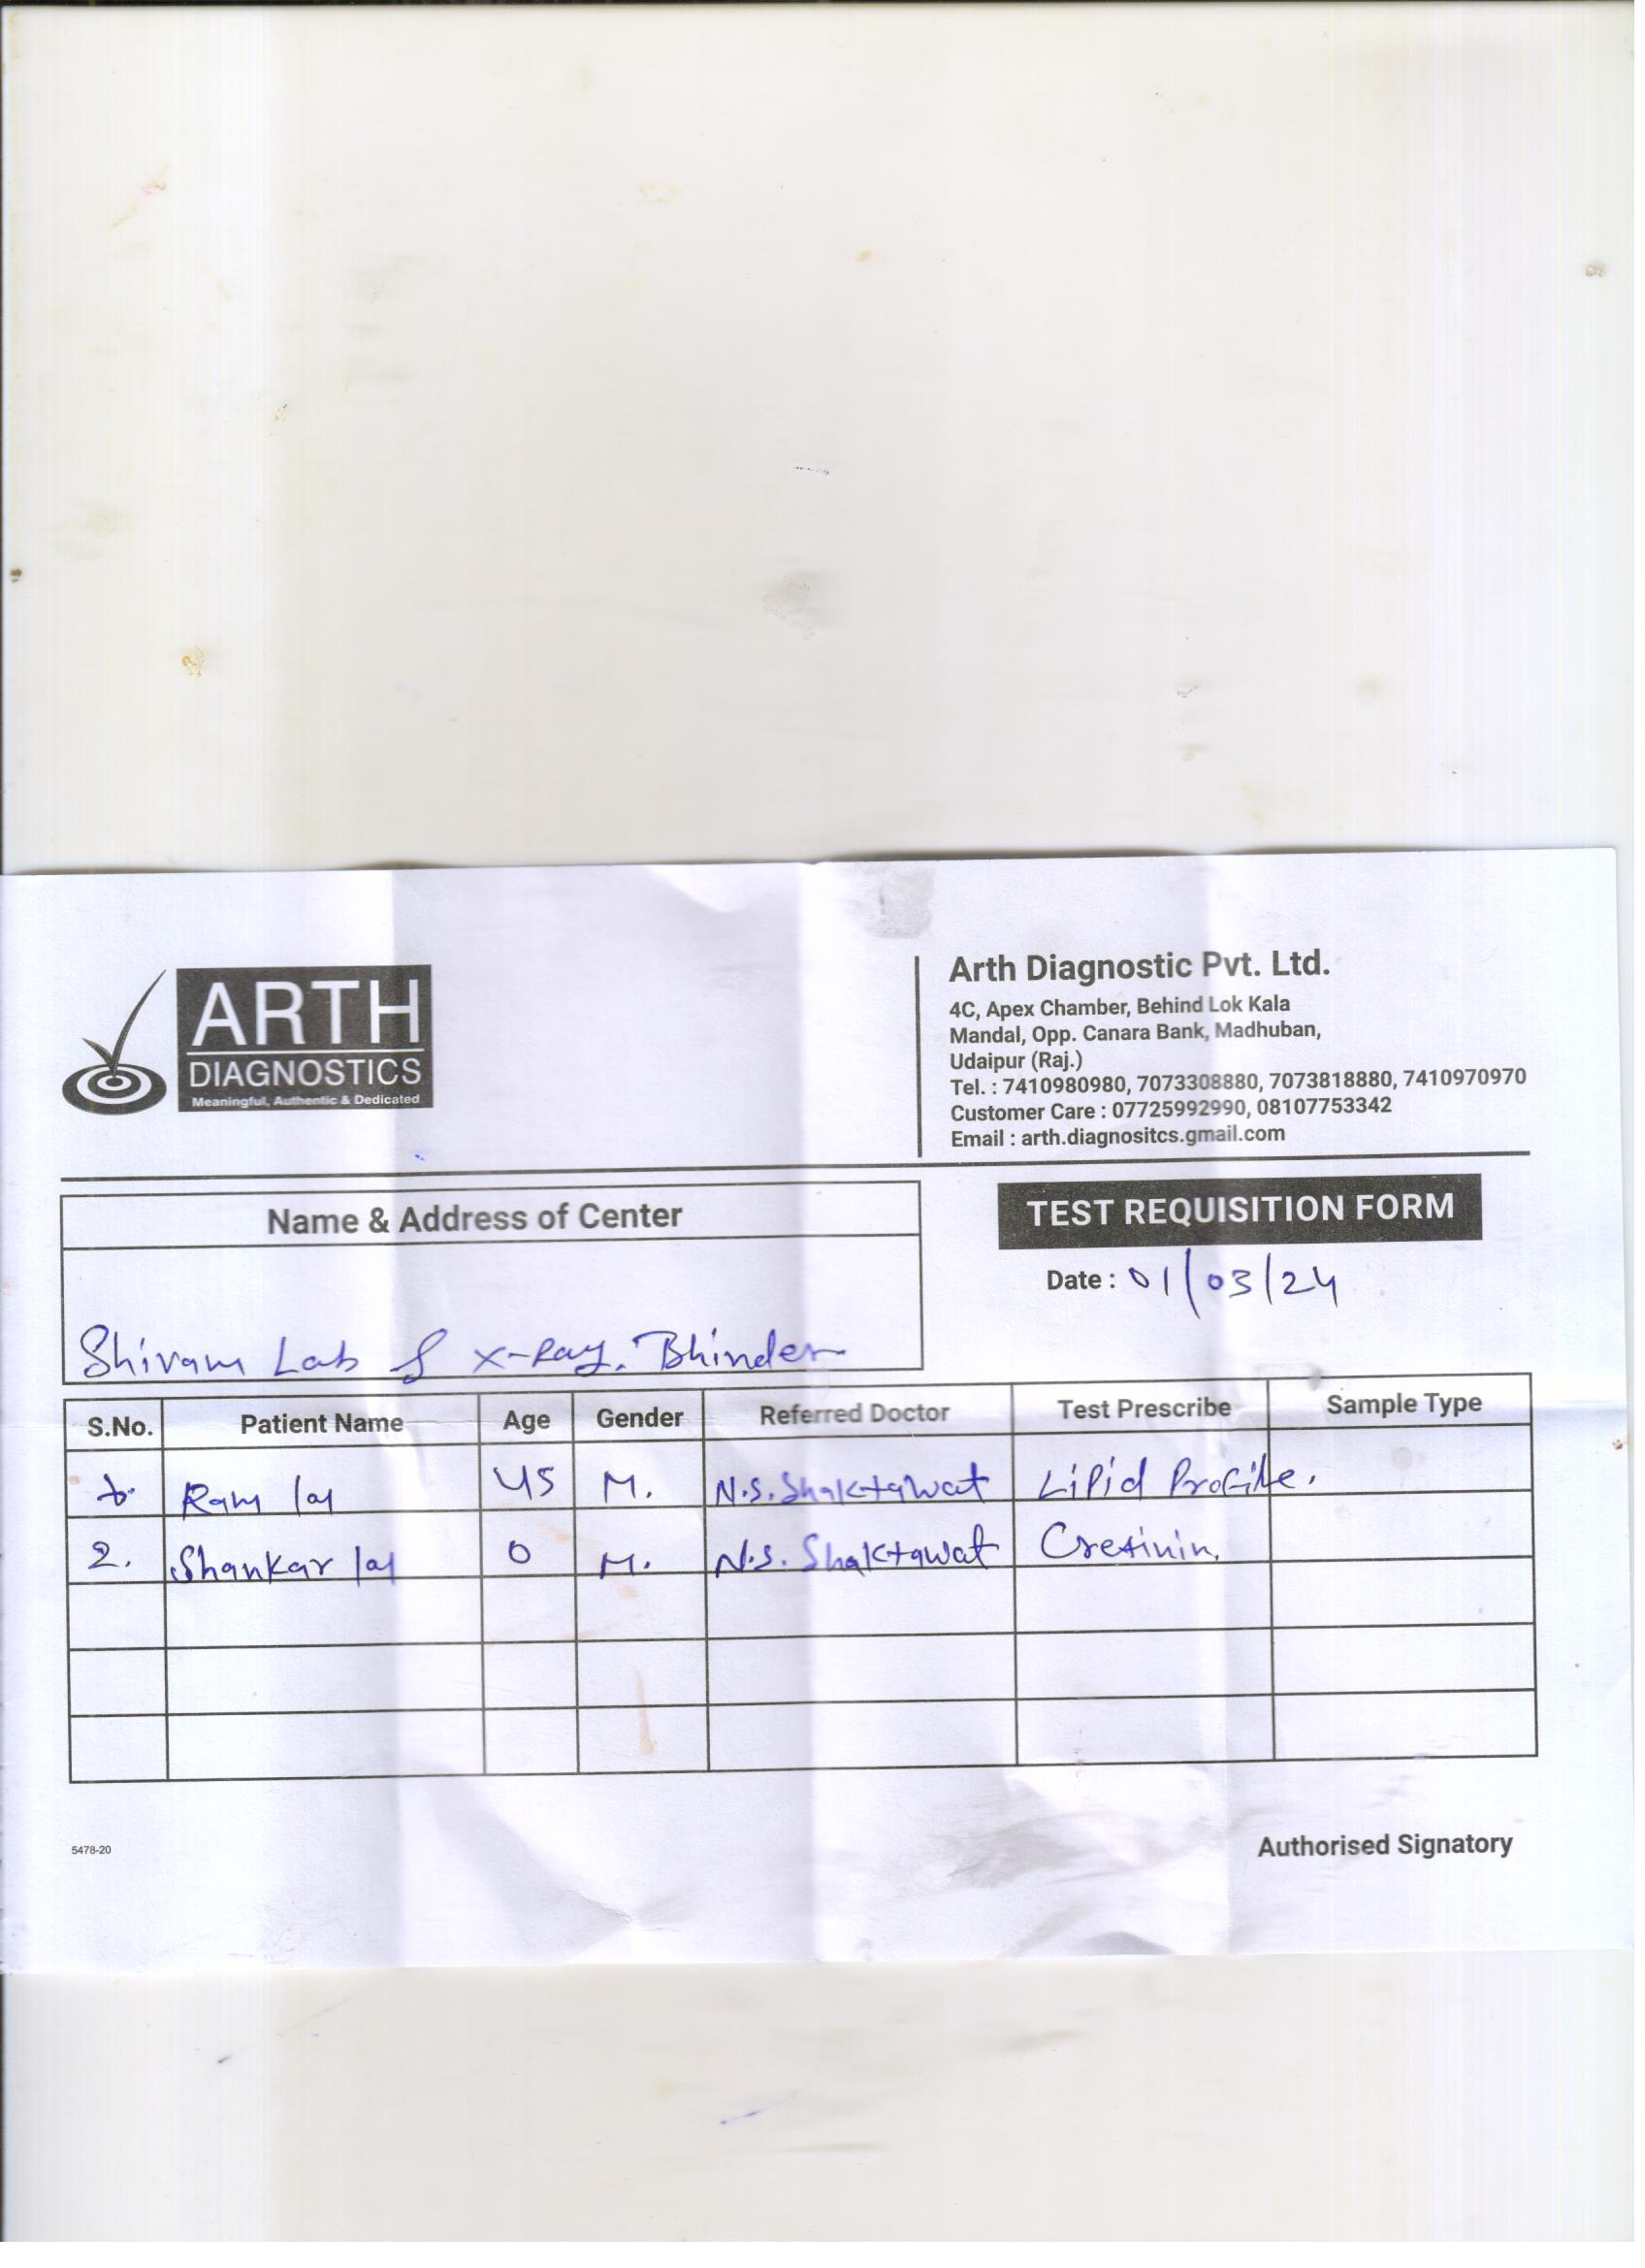 ARTH
DIAGNOSTICS
Meaningful, Authentic & Dedicated
Arth Diagnostic Pvt. Ltd.
4C, Apex Chamber, Behind Lok Kala
Mandal, Opp. Canara Bank, Madhuban,
Udaipur (Raj.)
Tel. : 7410980980, 7073308880, 7073818880, 7410970970
Customer Care : 07725992990, 08107753342
Email : arth.diagnositcs.gmail.com
Name & Address of Center
Shivam Lab & X-Ray. Bhinder
TEST REQUISITION FORM
Date : 01/03/24
S.No. Patient Name Age Gender Referred Doctor Test Prescribe Sample Type
Ram lal 45 M. N.S. Shaktawat Lipid Profile.
2. Shankar lal 0 M. N.S. Shaktawat Cretinin.
5478-20
Authorised Signatory